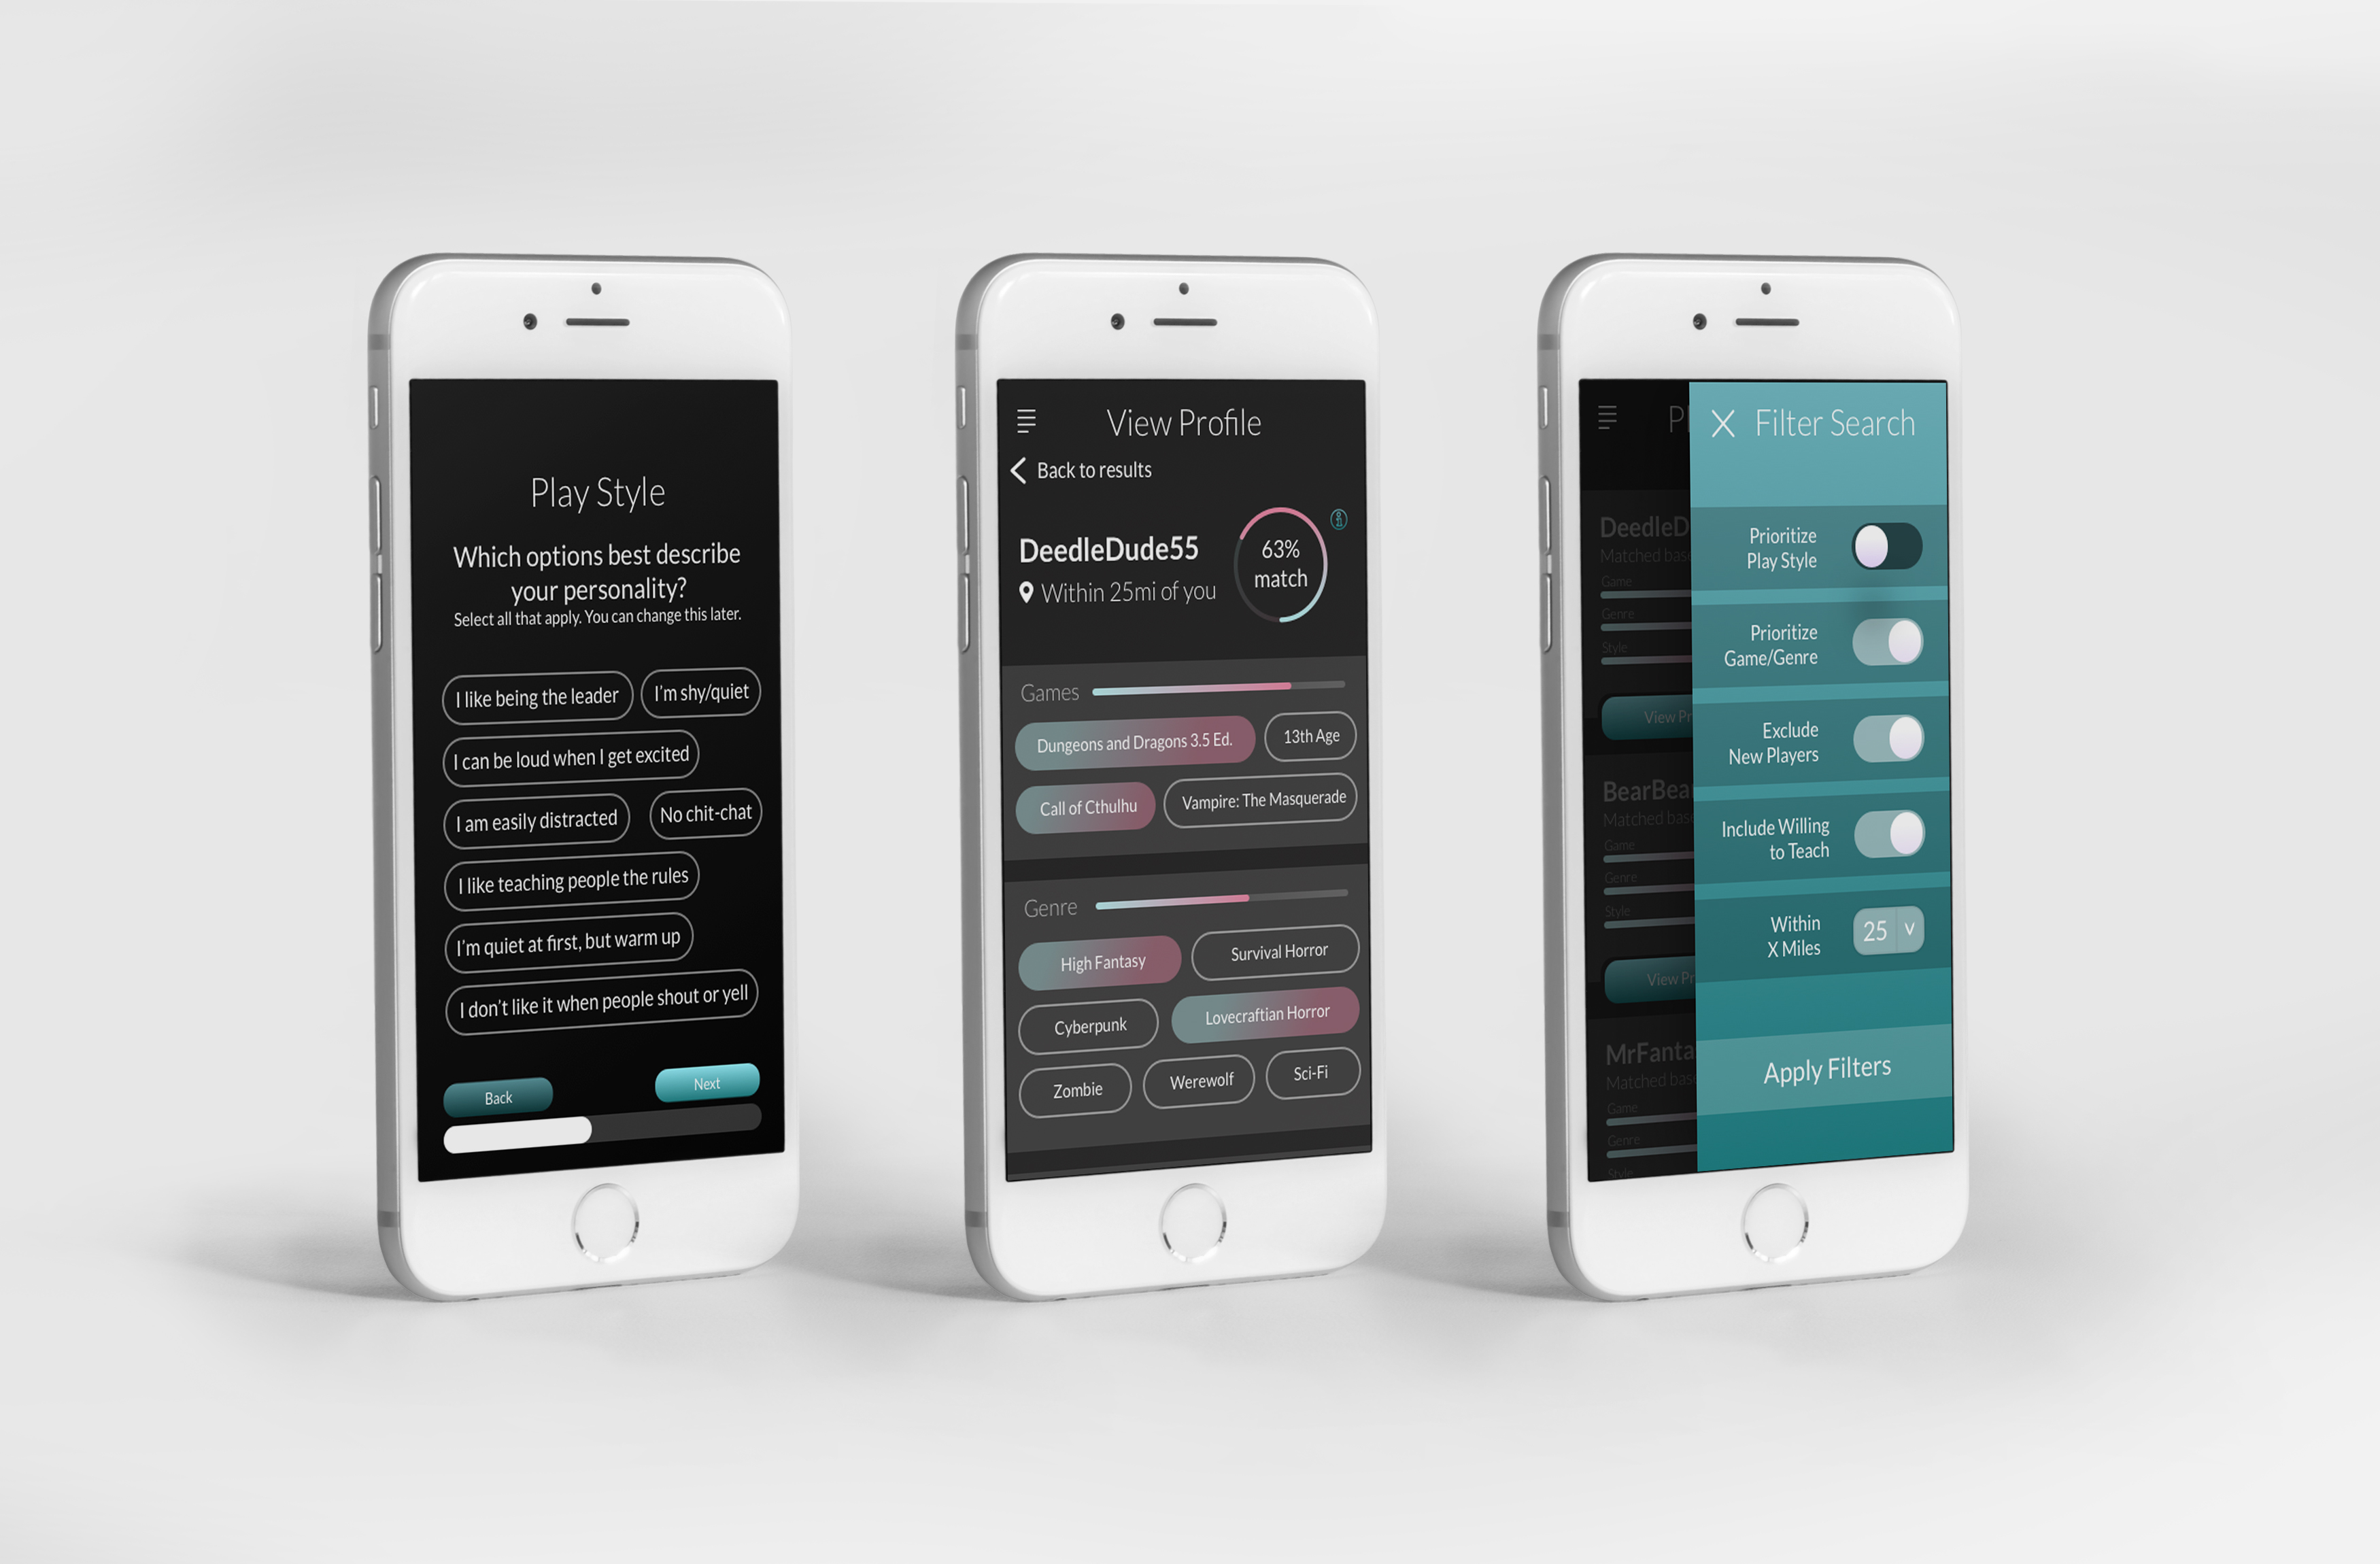 Play Style
Which options best describe
your personality?
Select all that apply. You can change this later.
I like being the leader
I'm shy/quiet
I can be loud when I get excited
I am easily distracted
No chit-chat
I like teaching people the rules
I'm quiet at first, but warm up
I don't like it when people shout or yell
Back
Next
View Profile
Back to results
DeedleDude55
Within 25mi of you
63%
match
Games
Dungeons and Dragons 3.5 Ed.
13th Age
Call of Cthulhu
Vampire: The Masquerade
Genre
High Fantasy
Survival Horror
Cyberpunk
Lovecraftian Horror
Zombie
Werewolf
Sci-Fi
Pl
DeedleD
Matched bas
Game
Genre
Style
View Pr
BearBea
Matched bas
Game
Genre
Style
View Pr
MrFanta
Matched bas
Game
Genre
Style
X Filter Search
Prioritize
Play Style
Prioritize
Game/Genre
Exclude
New Players
Include Willing
to Teach
Within
X Miles
25
Apply Filters